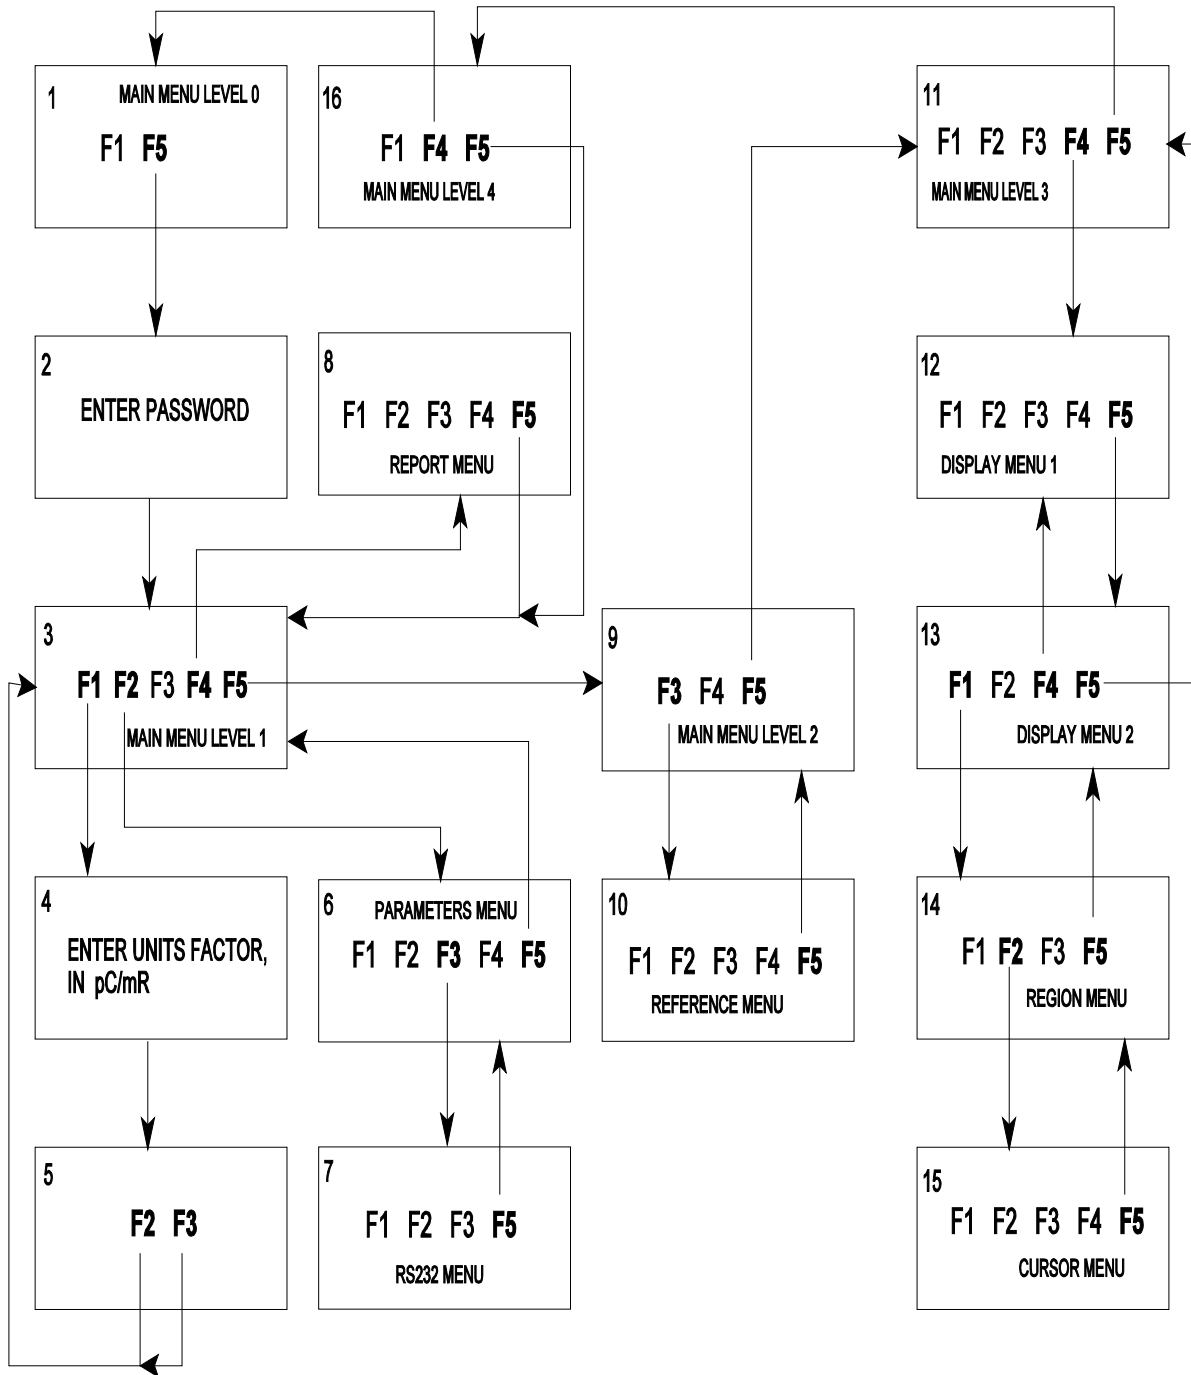 1
MAIN MENU LEVEL 0
F1 F5
16
F1 F4 F5
MAIN MENU LEVEL 4
11
F1 F2 F3 F4 F5
MAIN MENU LEVEL 3
2
ENTER PASSWORD
8
F1 F2 F3 F4 F5
REPORT MENU
12
F1 F2 F3 F4 F5
DISPLAY MENU 1
3
F1 F2 F3 F4 F5
MAIN MENU LEVEL 1
9
F3 F4 F5
MAIN MENU LEVEL 2
13
F1 F2 F4 F5
DISPLAY MENU 2
4
ENTER UNITS FACTOR,
IN pC/mR
6
PARAMETERS MENU
F1 F2 F3 F4 F5
10
F1 F2 F3 F4 F5
REFERENCE MENU
14
F1 F2 F3 F5
REGION MENU
5
F2 F3
7
F1 F2 F3 F5
RS232 MENU
15
F1 F2 F3 F4 F5
CURSOR MENU